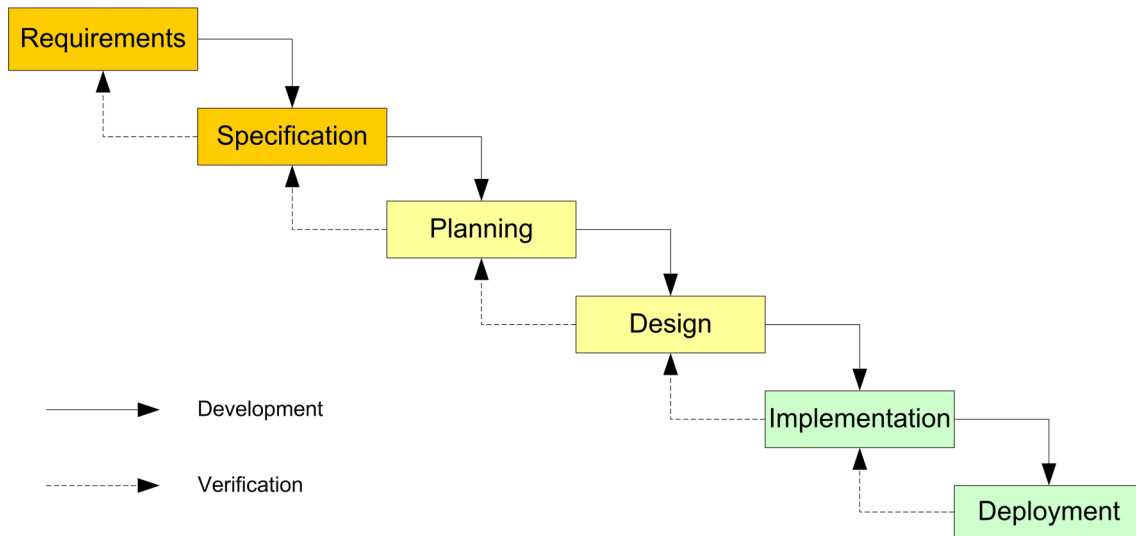 Requirements
Specification
Planning
Design
Implementation
Deployment
Development
Verification